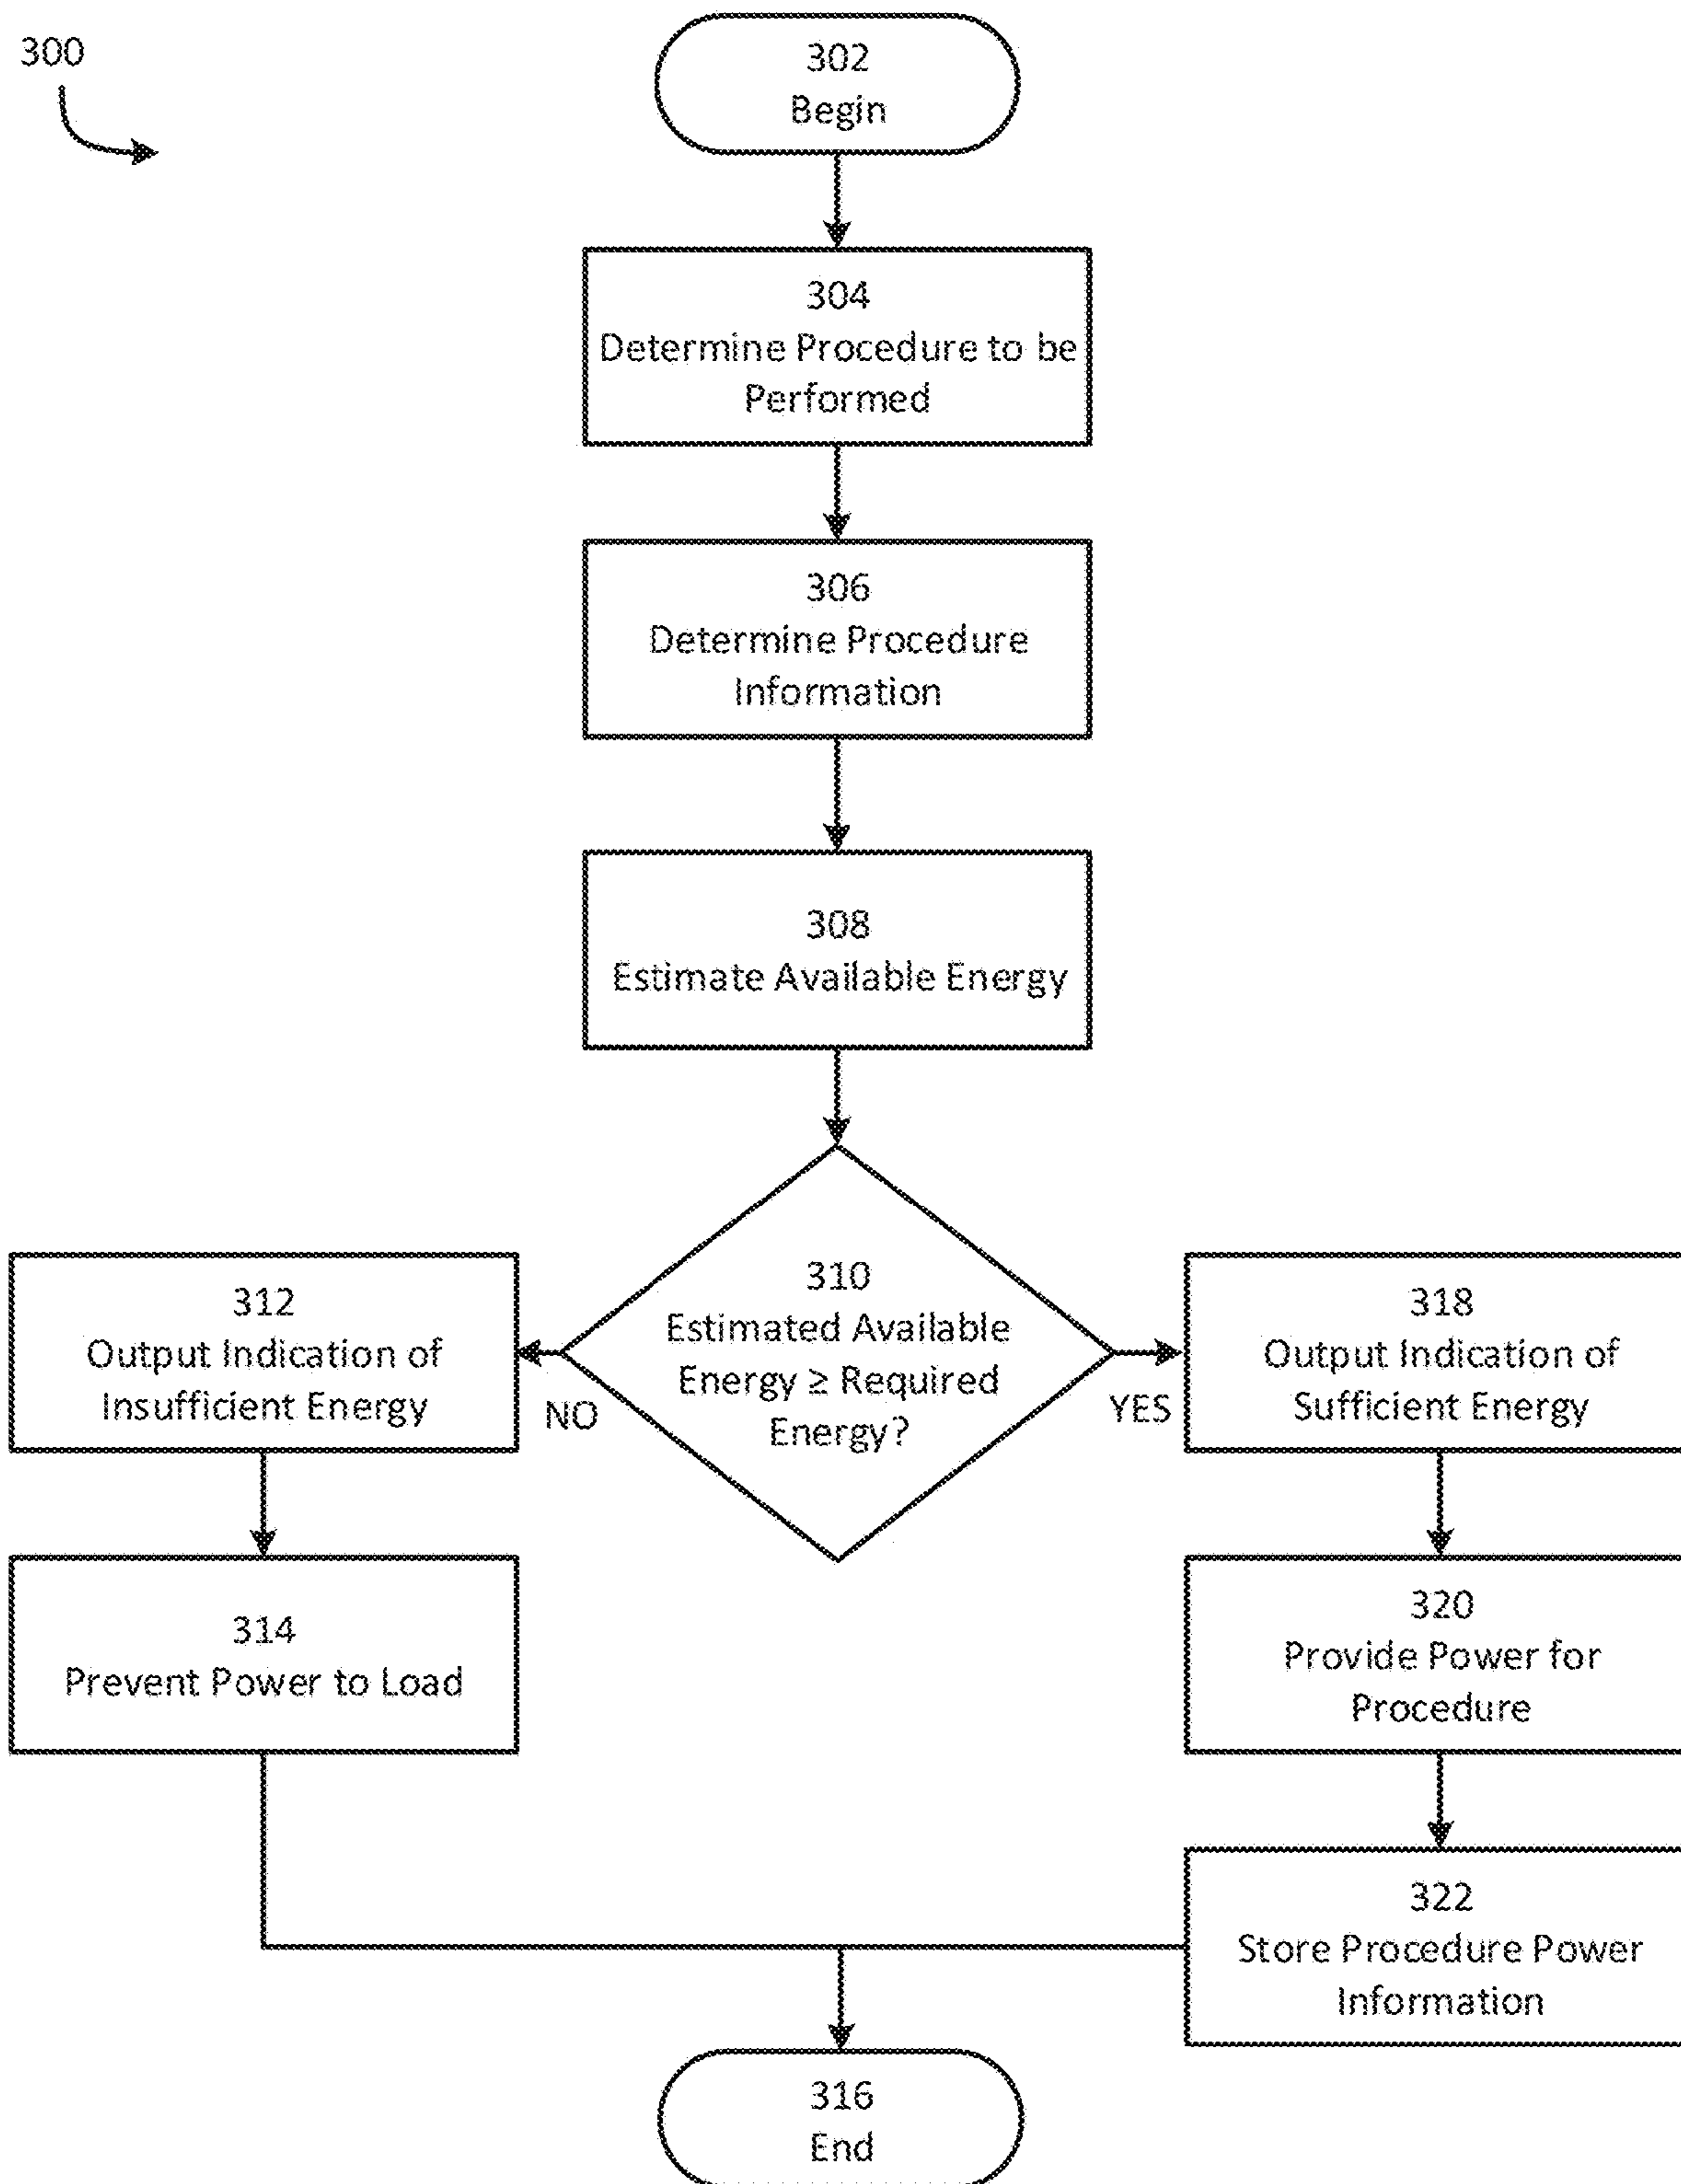 300
302
Begin
304
Determine Procedure to be
Performed
306
Determine Procedure
Information
308
Estimate Available Energy
310
Estimated Available
Energy ≥ Required
Energy?
NO
YES
312
Output Indication of
Insufficient Energy
314
Prevent Power to Load
318
Output Indication of
Sufficient Energy
320
Provide Power for
Procedure
322
Store Procedure Power
Information
316
End